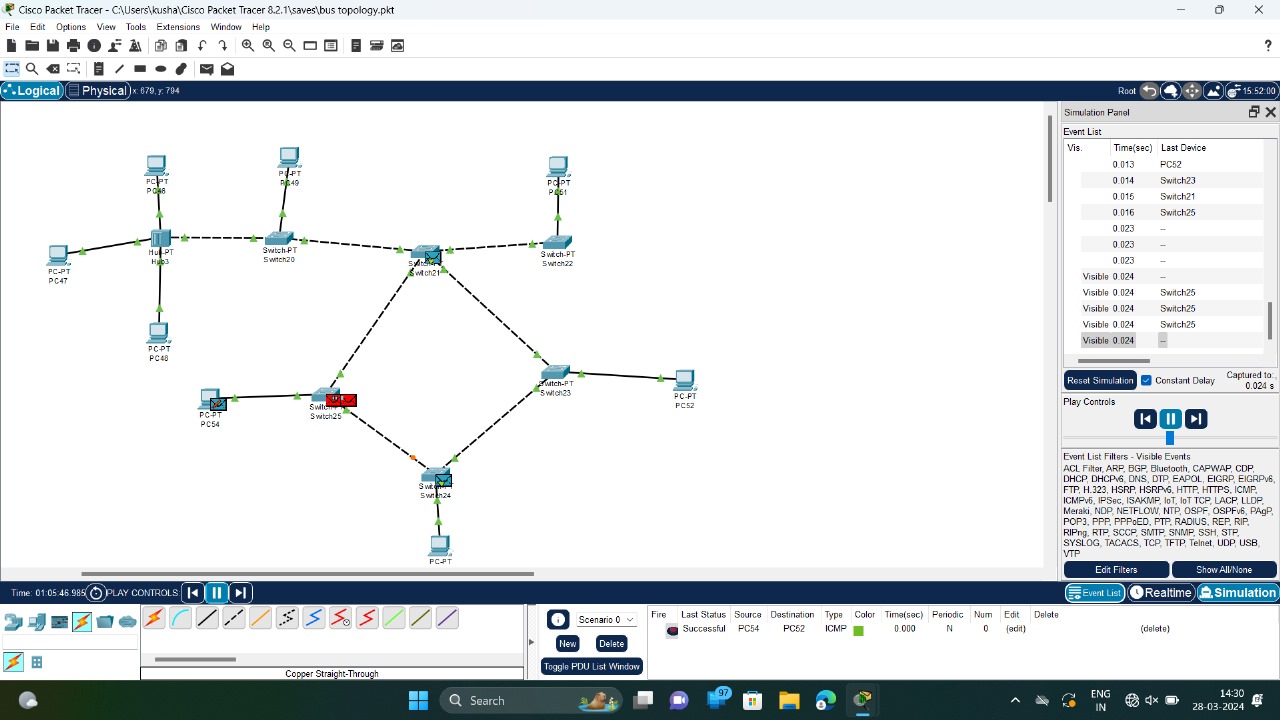 Cisco Packet Tracer - C:\Users\kusha\Cisco Packet Tracer 8.2.1\saves\bus topology.pkt
File Edit Options View Tools Extensions Window Help
Logical Physical x: 679, y: 794 Root 15:52:00
Simulation Panel
Event List
Vis. Time(sec) Last Device
0.013 PC52
0.014 Switch23
0.015 Switch21
0.016 Switch25
0.023 --
0.023 --
0.023 --
Visible 0.024 --
Visible 0.024 Switch25
Visible 0.024 Switch25
Visible 0.024 Switch25
Visible 0.024 --
Reset Simulation Constant Delay Captured to: 0.024 s
Play Controls
Event List Filters - Visible Events
ACL Filter, ARP, BGP, Bluetooth, CAPWAP, CDP,
DHCP, DHCPv6, DNS, DTP, EAPOL, EIGRP, EIGRPv6,
FTP, H.323, HSRP, HSRPv6, HTTP, HTTPS, ICMP,
ICMPv6, IPSec, ISAKMP, IoT, IoT TCP, LACP, LLDP,
Meraki, NDP, NETFLOW, NTP, OSPF, OSPFv6, PAgP,
POP3, PPP, PPPoED, PTP, RADIUS, REP, RIP,
RIPng, RTP, SCCP, SMTP, SNMP, SSH, STP,
SYSLOG, TACACS, TCP, TFTP, Telnet, UDP, USB,
VTP
Edit Filters Show All/None
PC-PT
PC48
PC-PT
PC49
PC-PT
PC51
Hub-PT
Hub3
Switch-PT
Switch20
Switch21
Switch-PT
Switch22
PC-PT
PC47
PC-PT
PC46
Switch-PT
Switch23
PC-PT
PC52
PC-PT
PC54
Switch25
Switch24
PC-PT
Time: 01:05:46.985 PLAY CONTROLS: Event List Realtime Simulation
Scenario 0
New Delete
Toggle PDU List Window
Fire Last Status Source Destination Type Color Time(sec) Periodic Num Edit Delete
Successful PC54 PC52 ICMP 0.000 N 0 (edit) (delete)
Copper Straight-Through
Search 97 ENG IN 14:30 28-03-2024